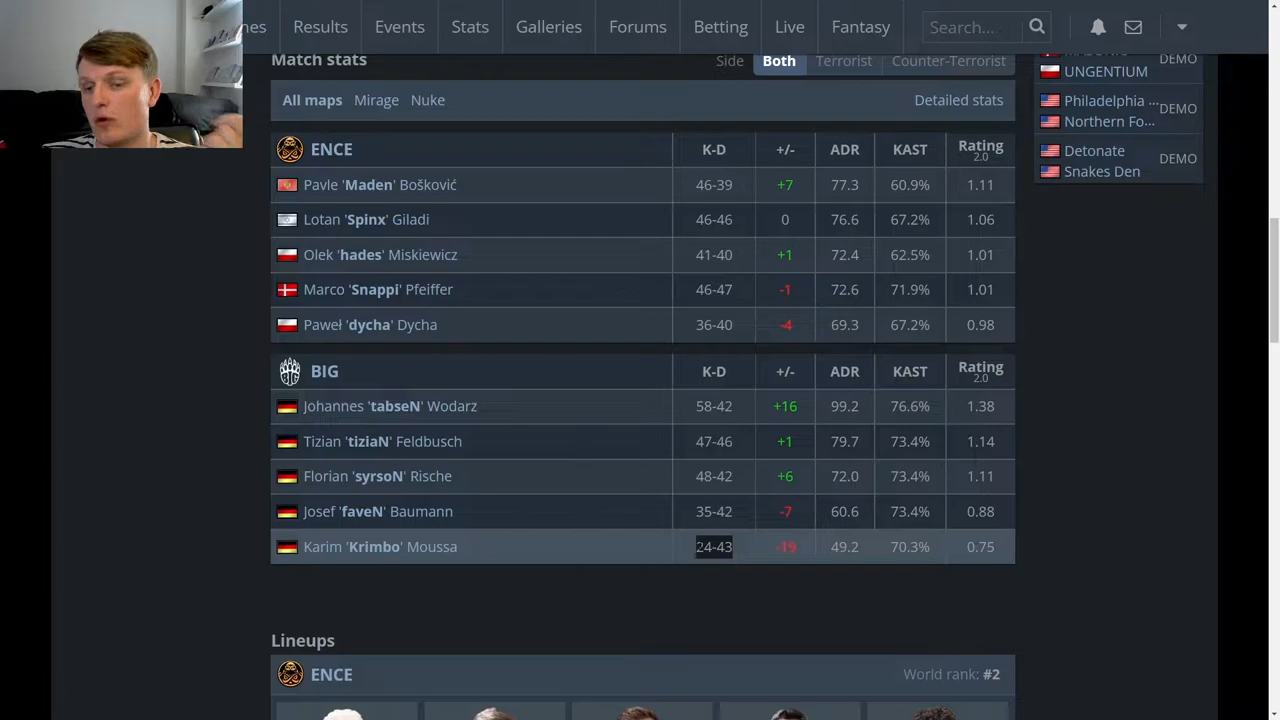 nes Results Events Stats Galleries Forums Betting Live Fantasy Search...
Match stats Side Both Terrorist Counter-Terrorist
All maps Mirage Nuke Detailed stats
ENCE K-D +/- ADR KAST Rating 2.0
Pavle 'Maden' Bošković 46-39 +7 77.3 60.9% 1.11
Lotan 'Spinx' Giladi 46-46 0 76.6 67.2% 1.06
Olek 'hades' Miskiewicz 41-40 +1 72.4 62.5% 1.01
Marco 'Snappi' Pfeiffer 46-47 -1 72.6 71.9% 1.01
Paweł 'dycha' Dycha 36-40 -4 69.3 67.2% 0.98
BIG K-D +/- ADR KAST Rating 2.0
Johannes 'tabseN' Wodarz 58-42 +16 99.2 76.6% 1.38
Tizian 'tiziaN' Feldbusch 47-46 +1 79.7 73.4% 1.14
Florian 'syrsoN' Rische 48-42 +6 72.0 73.4% 1.11
Josef 'faveN' Baumann 35-42 -7 60.6 73.4% 0.88
Karim 'Krimbo' Moussa 24-43 -19 49.2 70.3% 0.75
Lineups
ENCE World rank: #2
DEMO
UNGENTIUM
Philadelphia ... DEMO
Northern Fo...
Detonate DEMO
Snakes Den